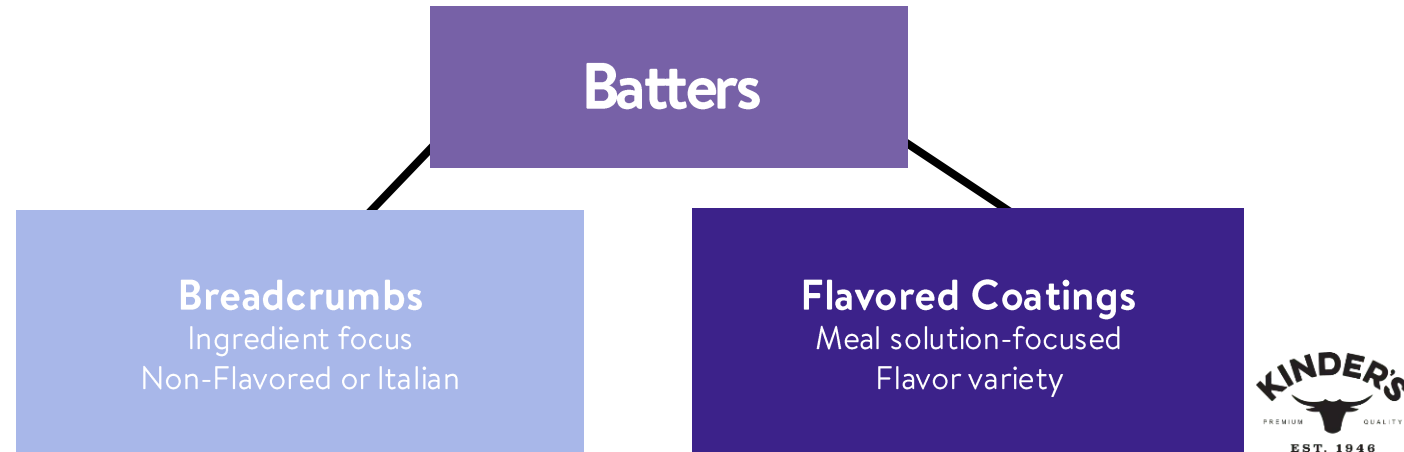 Batters
Breadcrumbs
Ingredient focus
Non-Flavored or Italian
Flavored Coatings
Meal solution-focused
Flavor variety
KINDER'S
PREMIUM QUALITY
EST. 1946